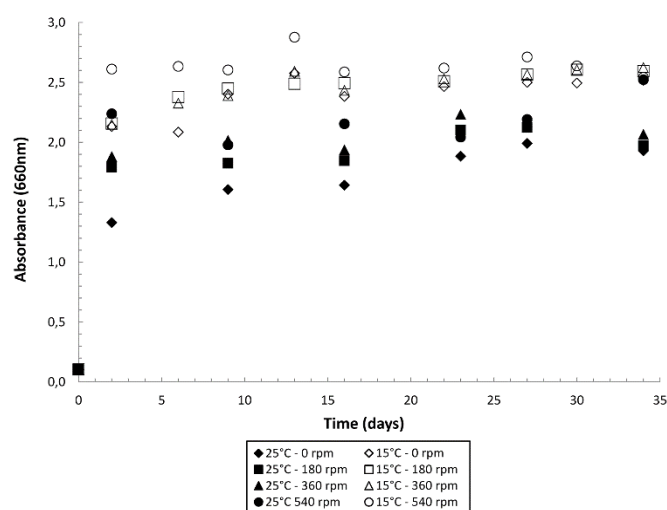 3,0
2,5
2,0
1,5
1,0
0,5
0,0
Absorbance (660nm)
0 5 10 15 20 25 30 35
Time (days)
25°C - 0 rpm 15°C - 0 rpm
25°C - 180 rpm 15°C - 180 rpm
25°C - 360 rpm 15°C - 360 rpm
25°C 540 rpm 15°C - 540 rpm